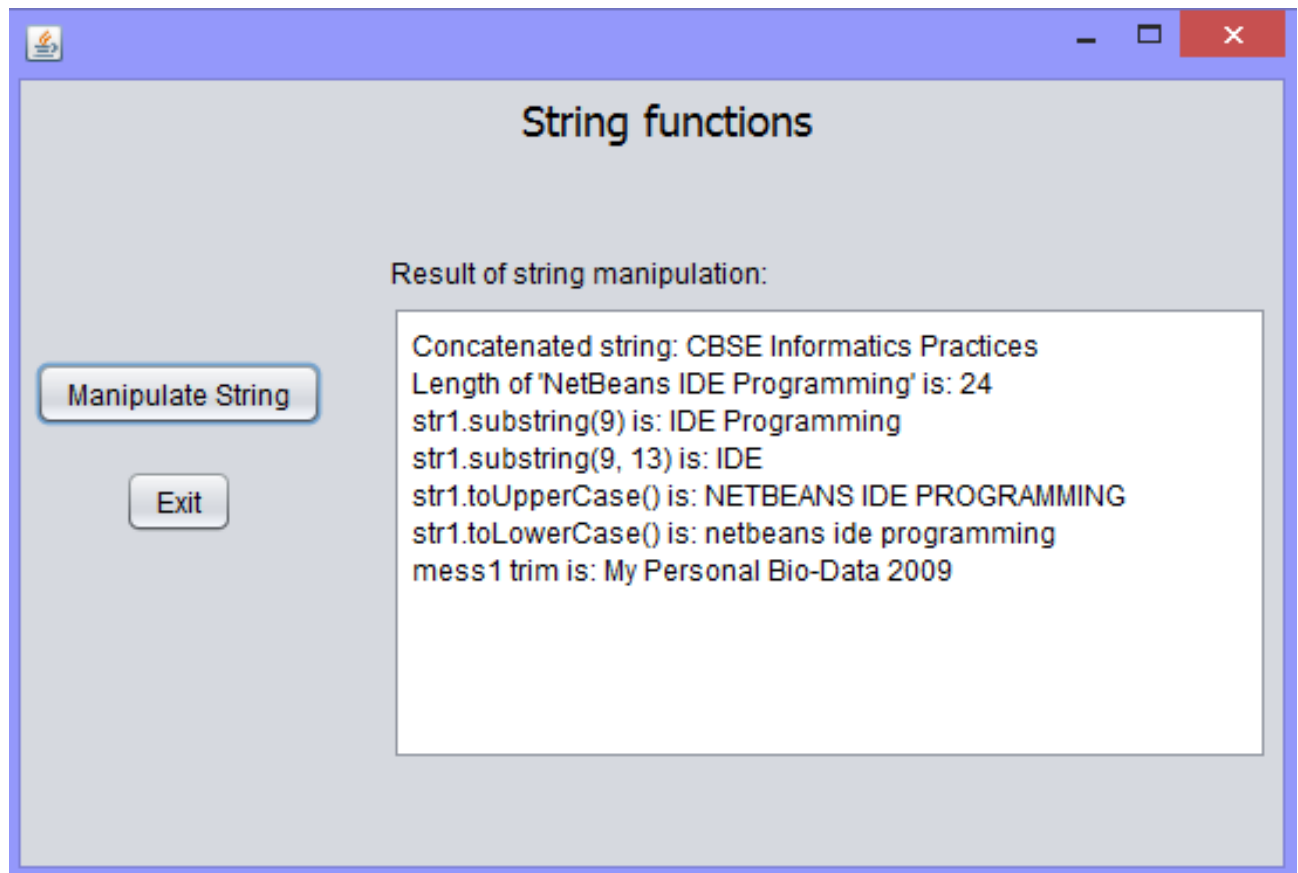 String functions
Result of string manipulation:
Concatenated string: CBSE Informatics Practices
Length of 'NetBeans IDE Programming' is: 24
str1.substring(9) is: IDE Programming
str1.substring(9, 13) is: IDE
str1.toUpperCase() is: NETBEANS IDE PROGRAMMING
str1.toLowerCase() is: netbeans ide programming
mess1 trim is: My Personal Bio-Data 2009
Manipulate String
Exit